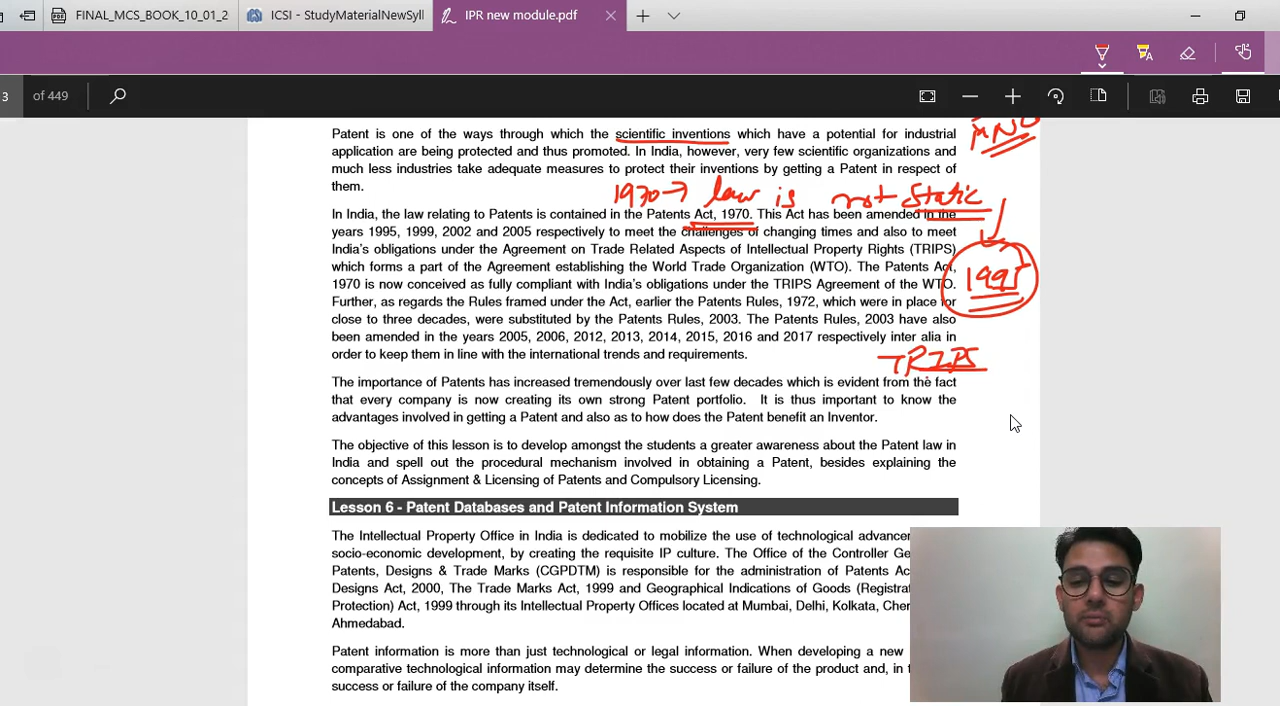 FINAL_MCS_BOOK_10_01_2
ICSI - StudyMaterialNewSyll
IPR new module.pdf
3 of 449
Patent is one of the ways through which the scientific inventions which have a potential for industrial
application are being protected and thus promoted. In India, however, very few scientific organizations and
much less industries take adequate measures to protect their inventions by getting a Patent in respect of
them.
1970 → law is not static
In India, the law relating to Patents is contained in the Patents Act, 1970. This Act has been amended in the
years 1995, 1999, 2002 and 2005 respectively to meet the challenges of changing times and also to meet
India's obligations under the Agreement on Trade Related Aspects of Intellectual Property Rights (TRIPS)
which forms a part of the Agreement establishing the World Trade Organization (WTO). The Patents Act,
1995
1970 is now conceived as fully compliant with India's obligations under the TRIPS Agreement of the WTO.
Further, as regards the Rules framed under the Act, earlier the Patents Rules, 1972, which were in place for
close to three decades, were substituted by the Patents Rules, 2003. The Patents Rules, 2003 have also
been amended in the years 2005, 2006, 2012, 2013, 2014, 2015, 2016 and 2017 respectively inter alia in
order to keep them in line with the international trends and requirements.
TRIPS
The importance of Patents has increased tremendously over last few decades which is evident from the fact
that every company is now creating its own strong Patent portfolio. It is thus important to know the
advantages involved in getting a Patent and also as to how does the Patent benefit an Inventor.
The objective of this lesson is to develop amongst the students a greater awareness about the Patent law in
India and spell out the procedural mechanism involved in obtaining a Patent, besides explaining the
concepts of Assignment & Licensing of Patents and Compulsory Licensing.
Lesson 6 - Patent Databases and Patent Information System
The Intellectual Property Office in India is dedicated to mobilize the use of technological advancer
socio-economic development, by creating the requisite IP culture. The Office of the Controller Ge
Patents, Designs & Trade Marks (CGPDTM) is responsible for the administration of Patents Ac
Designs Act, 2000, The Trade Marks Act, 1999 and Geographical Indications of Goods (Registrat
Protection) Act, 1999 through its Intellectual Property Offices located at Mumbai, Delhi, Kolkata, Cher
Ahmedabad.
Patent information is more than just technological or legal information. When developing a new
comparative technological information may determine the success or failure of the product and, in t
success or failure of the company itself.